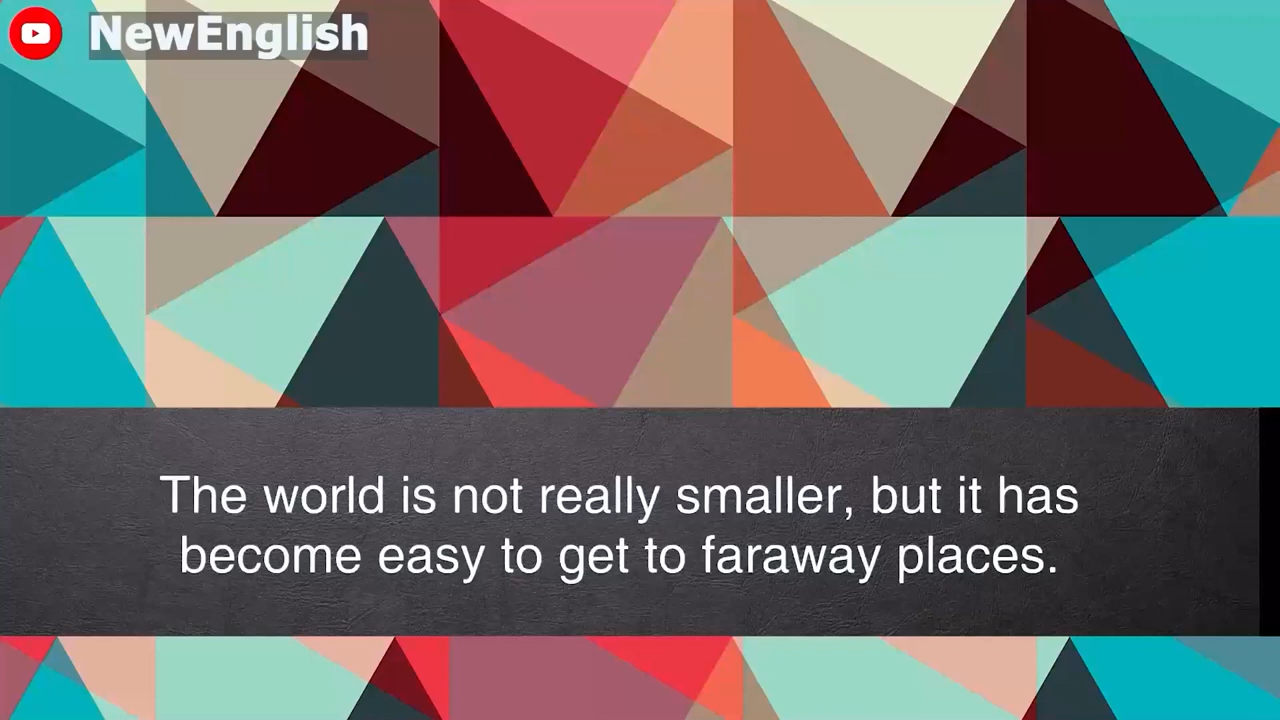 NewEnglish
The world is not really smaller, but it has
become easy to get to faraway places.